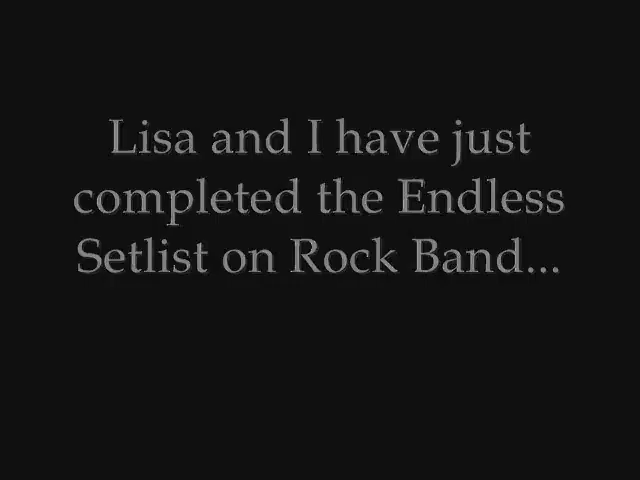 Lisa and I have just
completed the Endless
Setlist on Rock Band...